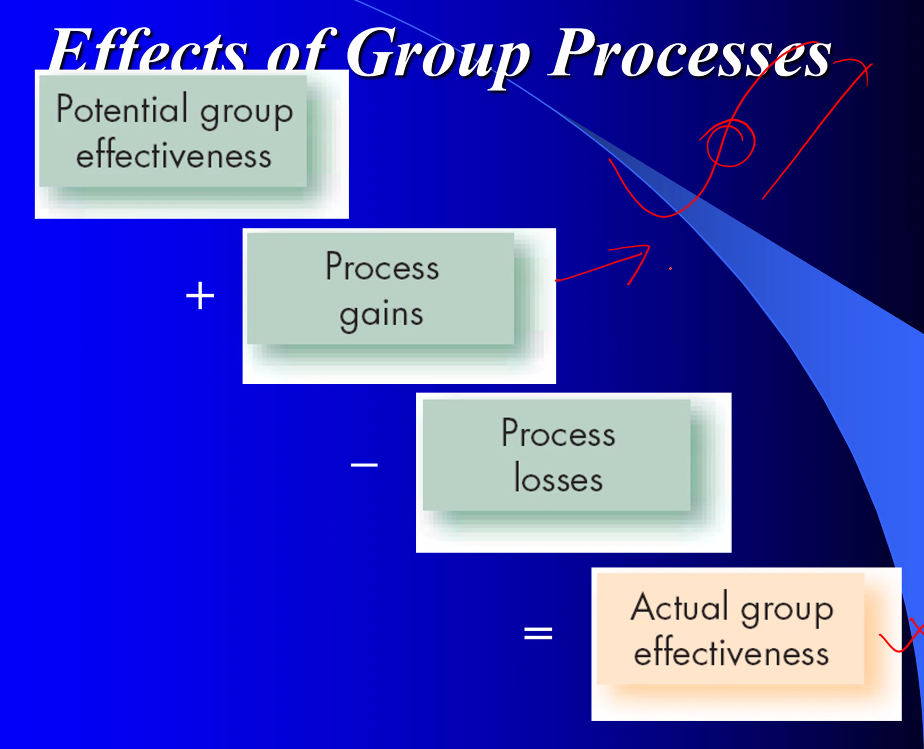 Effects of Group Processes
Potential group
effectiveness
+
Process
gains
–
Process
losses
=
Actual group
effectiveness